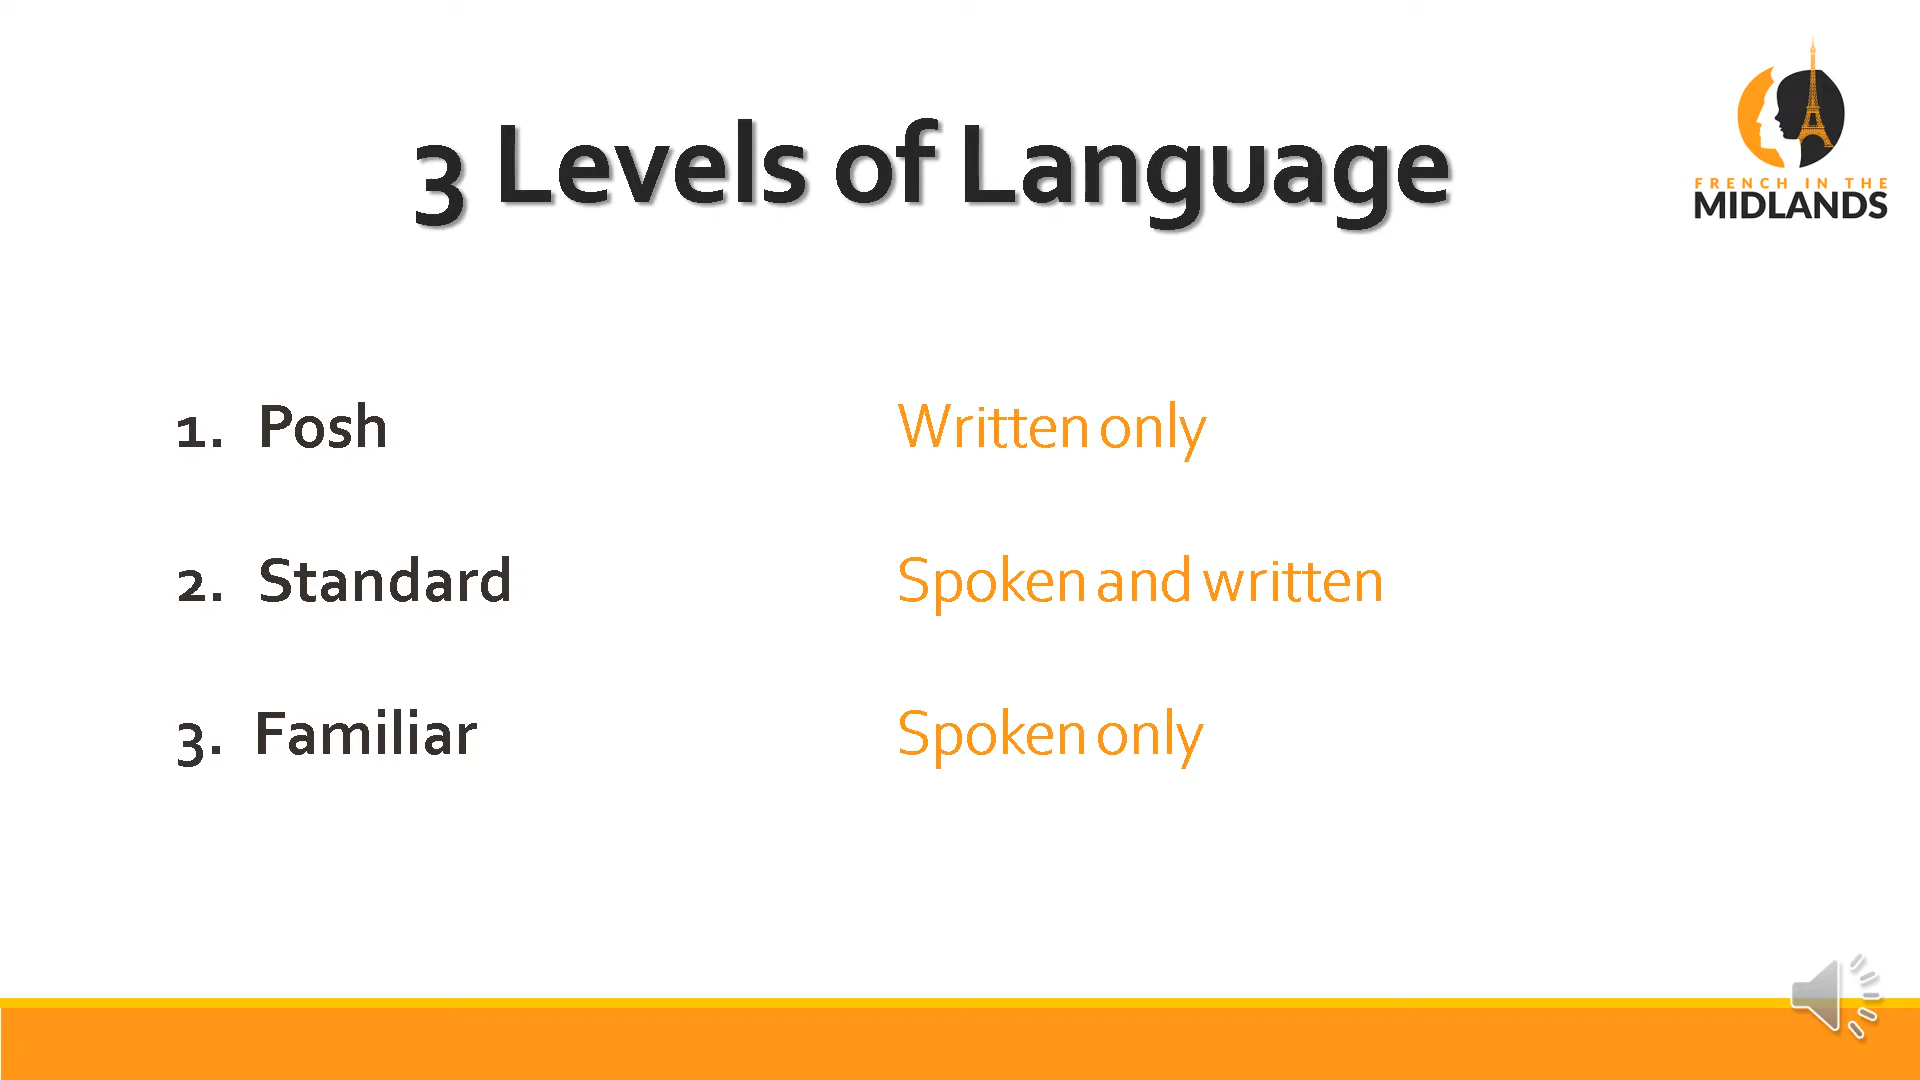 3 Levels of Language
FRENCH IN THE
MIDLANDS
1. Posh Written only
2. Standard Spoken and written
3. Familiar Spoken only